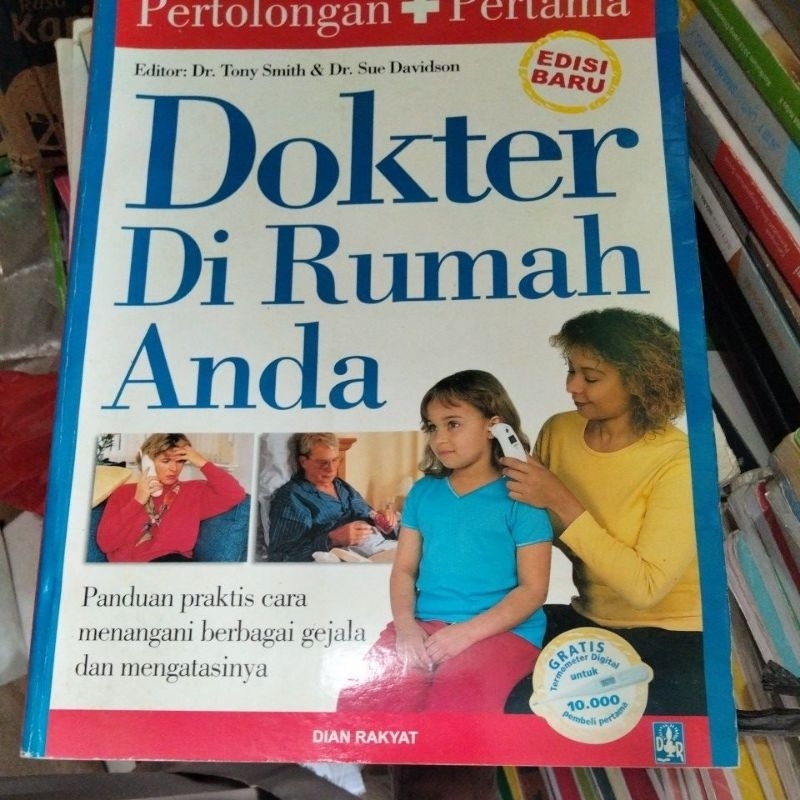 Pertolongan + Pertama
Editor: Dr. Tony Smith & Dr. Sue Davidson
EDISI
BARU
Dokter
Di Rumah
Anda
Panduan praktis cara
menangani berbagai gejala
dan mengatasinya
GRATIS
Termometer Digital
untuk
10.000
pembeli pertama
DIAN RAKYAT
D R